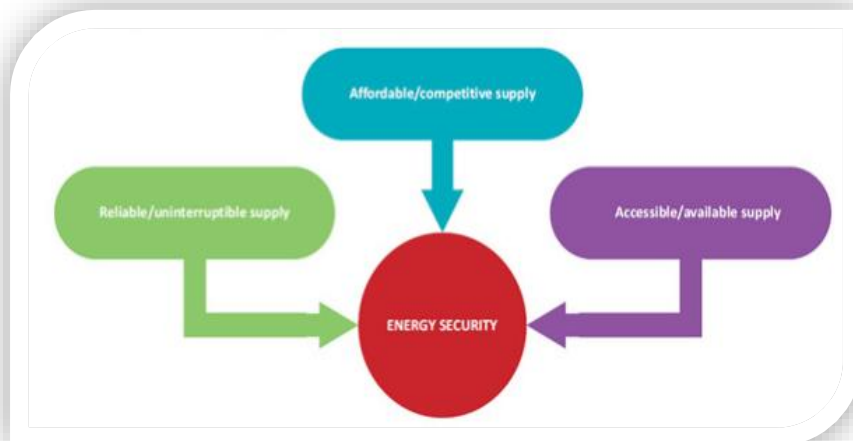 Affordable/competitive supply
Reliable/uninterruptible supply
Accessible/available supply
ENERGY SECURITY